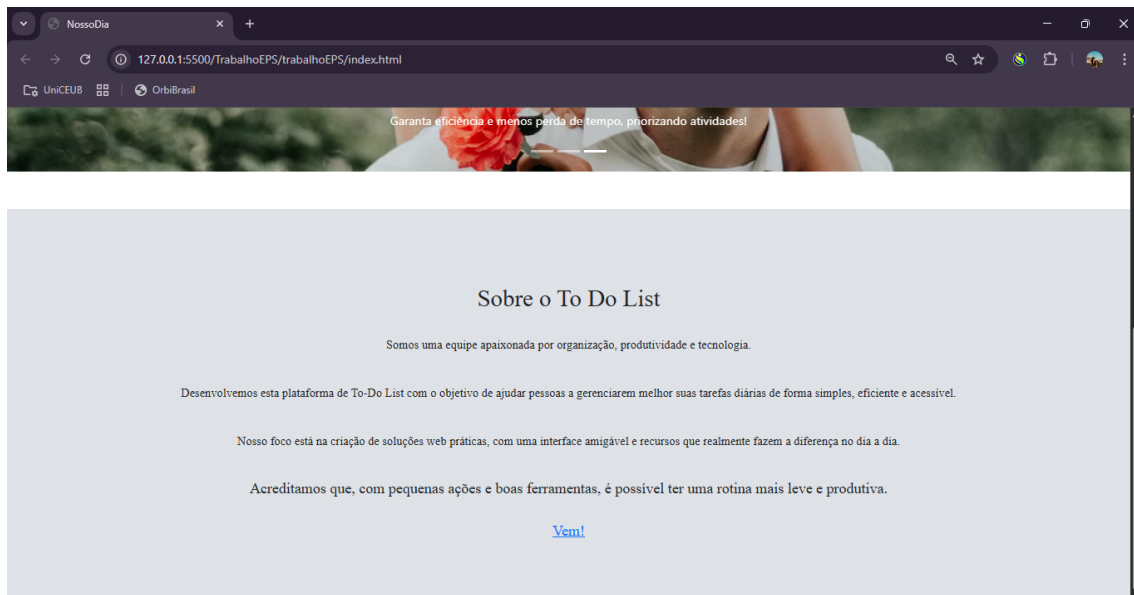 NossoDia
127.0.0.1:5500/TrabalhoEPS/trabalhoEPS/index.html
UniCEUB
OrbiBrasil
Garanta eficiência e menos perda de tempo, priorizando atividades!
Sobre o To Do List
Somos uma equipe apaixonada por organização, produtividade e tecnologia.
Desenvolvemos esta plataforma de To-Do List com o objetivo de ajudar pessoas a gerenciarem melhor suas tarefas diárias de forma simples, eficiente e acessível.
Nosso foco está na criação de soluções web práticas, com uma interface amigável e recursos que realmente fazem a diferença no dia a dia.
Acreditamos que, com pequenas ações e boas ferramentas, é possível ter uma rotina mais leve e produtiva.
Vem!